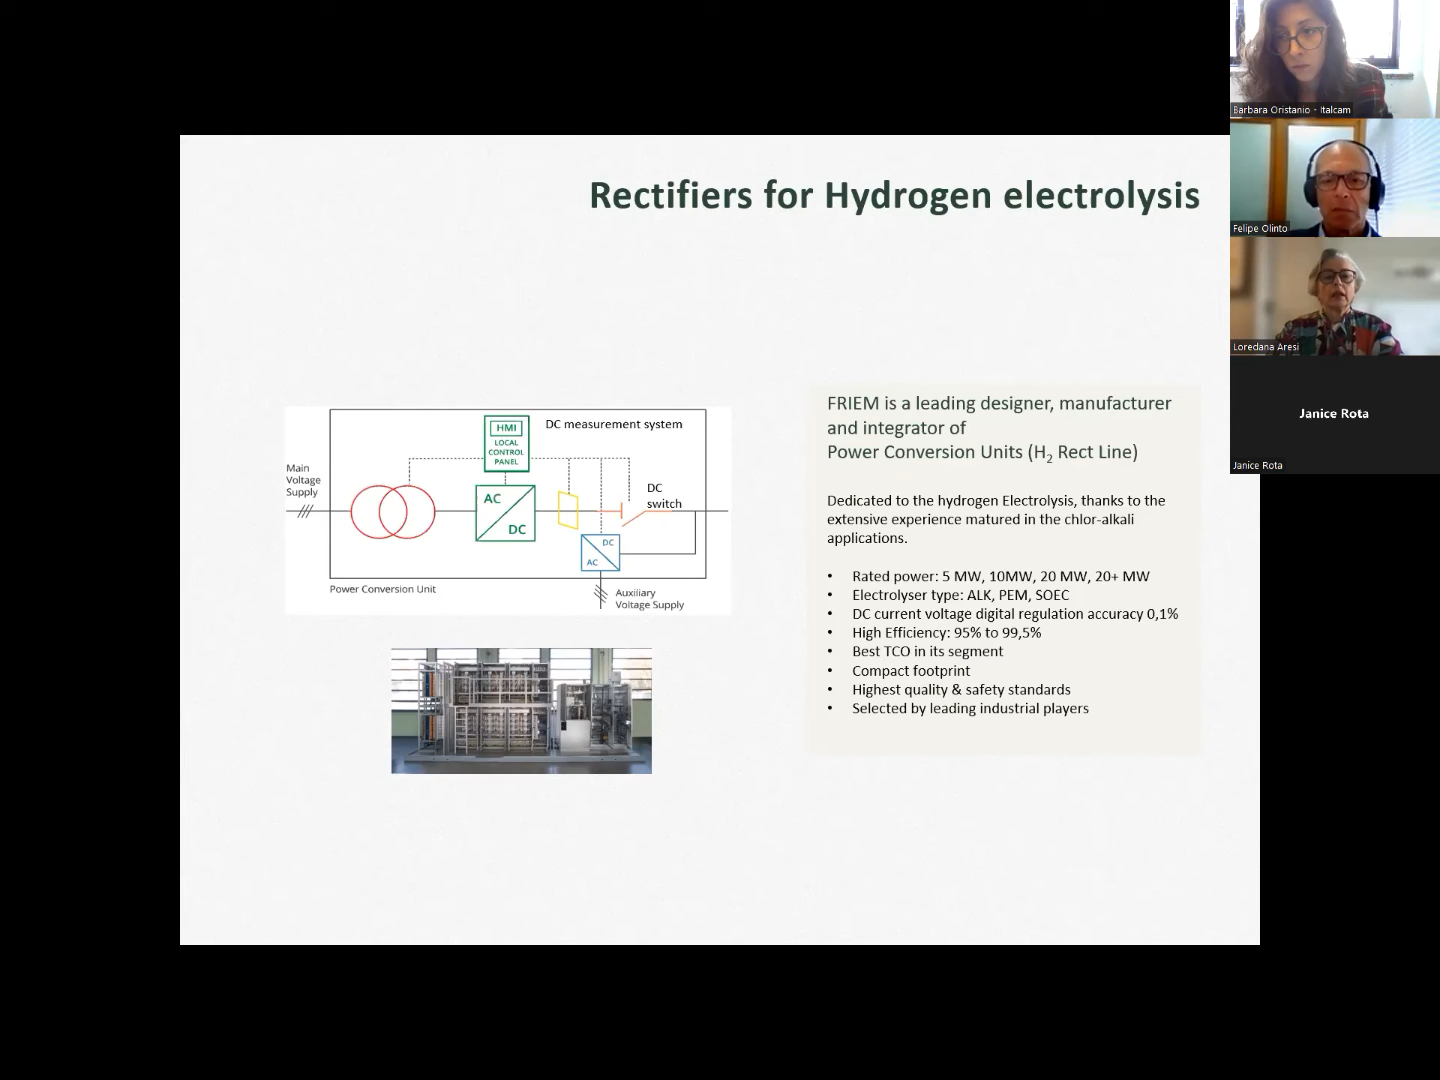 Barbara Oristanio - Italcam
Rectifiers for Hydrogen electrolysis
Felipe Olinto
Loredana Aresi
Janice Rota
Janice Rota
HMI
LOCAL
CONTROL
PANEL
DC measurement system
Main
Voltage
Supply
AC
DC
DC
switch
DC
AC
Power Conversion Unit
Auxiliary
Voltage Supply
FRIEM is a leading designer, manufacturer
and integrator of
Power Conversion Units (H2 Rect Line)
Dedicated to the hydrogen Electrolysis, thanks to the
extensive experience matured in the chlor-alkali
applications.
• Rated power: 5 MW, 10MW, 20 MW, 20+ MW
• Electrolyser type: ALK, PEM, SOEC
• DC current voltage digital regulation accuracy 0,1%
• High Efficiency: 95% to 99,5%
• Best TCO in its segment
• Compact footprint
• Highest quality & safety standards
• Selected by leading industrial players